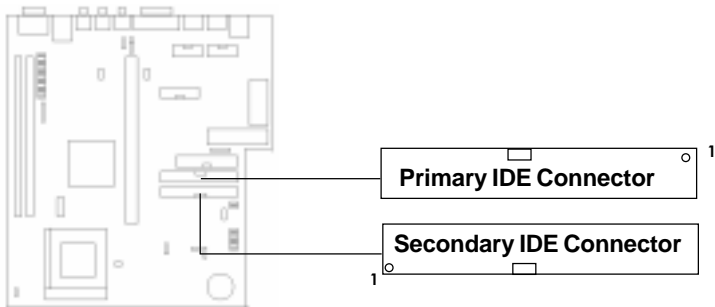 1
Primary IDE Connector
Secondary IDE Connector
1